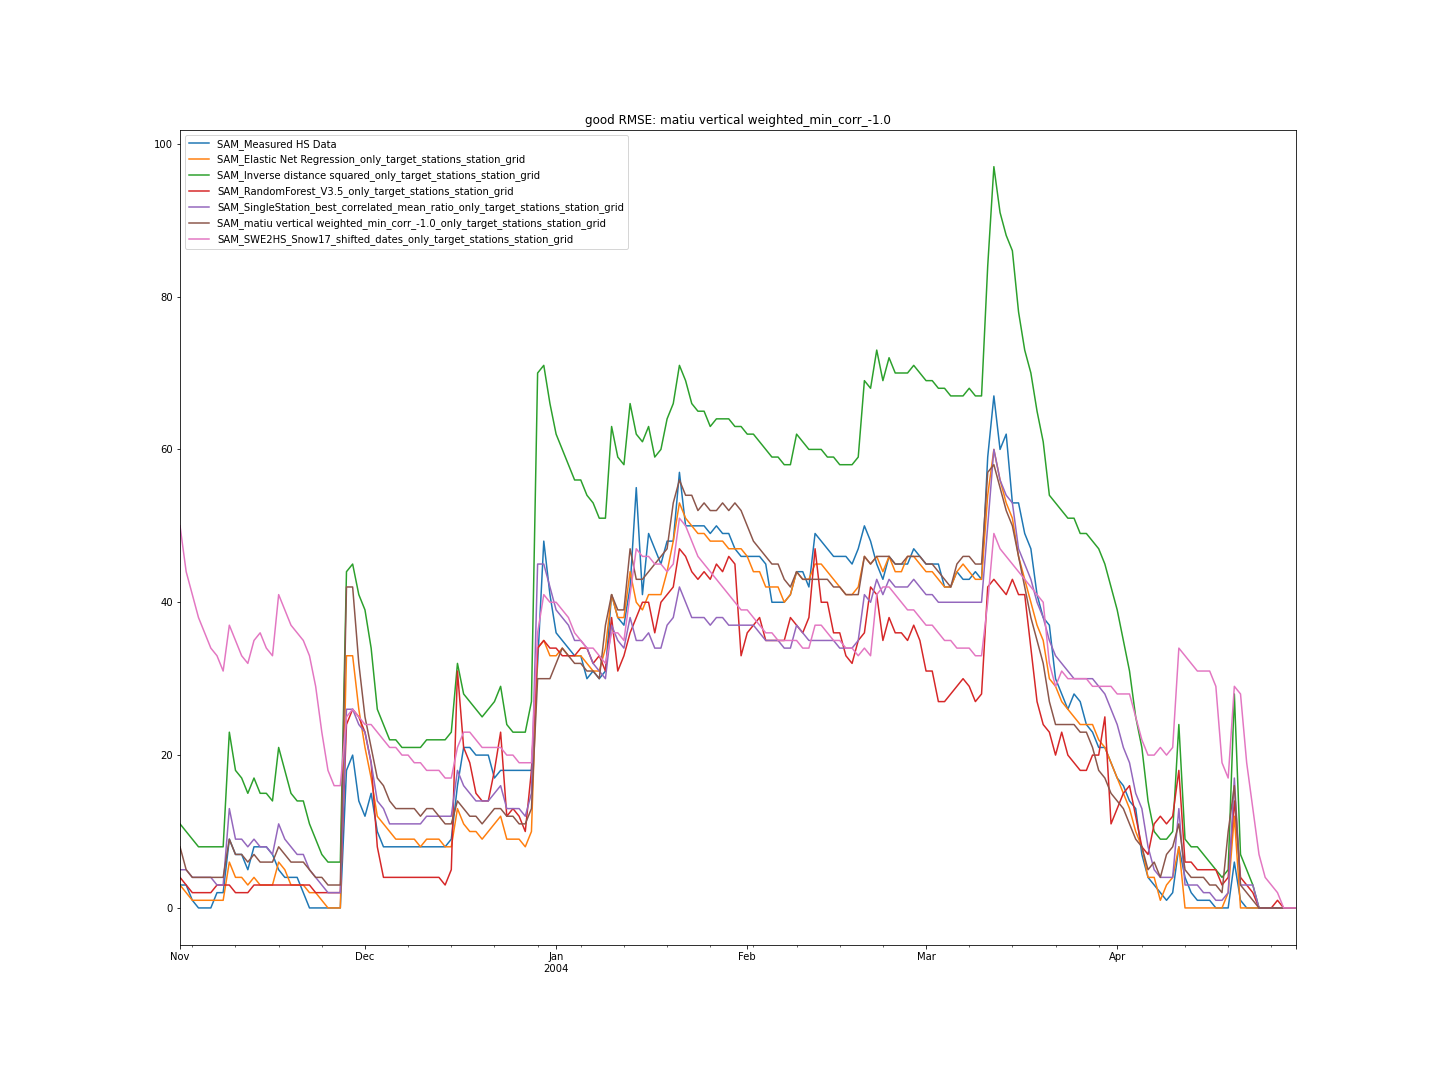 good RMSE: matiu vertical weighted_min_corr_-1.0
100
80
60
40
20
0
SAM_Measured HS Data
SAM_Elastic Net Regression_only_target_stations_station_grid
SAM_Inverse distance squared_only_target_stations_station_grid
SAM_RandomForest_V3.5_only_target_stations_station_grid
SAM_SingleStation_best_correlated_mean_ratio_only_target_stations_station_grid
SAM_matiu vertical weighted_min_corr_-1.0_only_target_stations_station_grid
SAM_SWE2HS_Snow17_shifted_dates_only_target_stations_station_grid
Nov Dec Jan Feb Mar Apr
2004